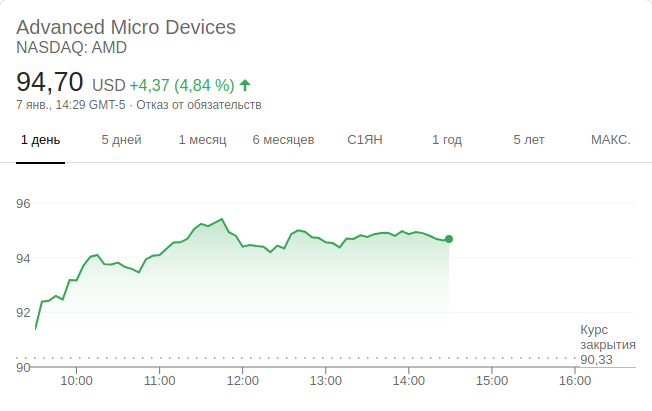 Advanced Micro Devices
NASDAQ: AMD
94,70 USD +4,37 (4,84 %)
7 янв., 14:29 GMT-5 · Отказ от обязательств
1 день 5 дней 1 месяц 6 месяцев С1ЯН 1 год 5 лет МАКС.
96
94
92
90
Курс
закрытия
90,33
10:00 11:00 12:00 13:00 14:00 15:00 16:00